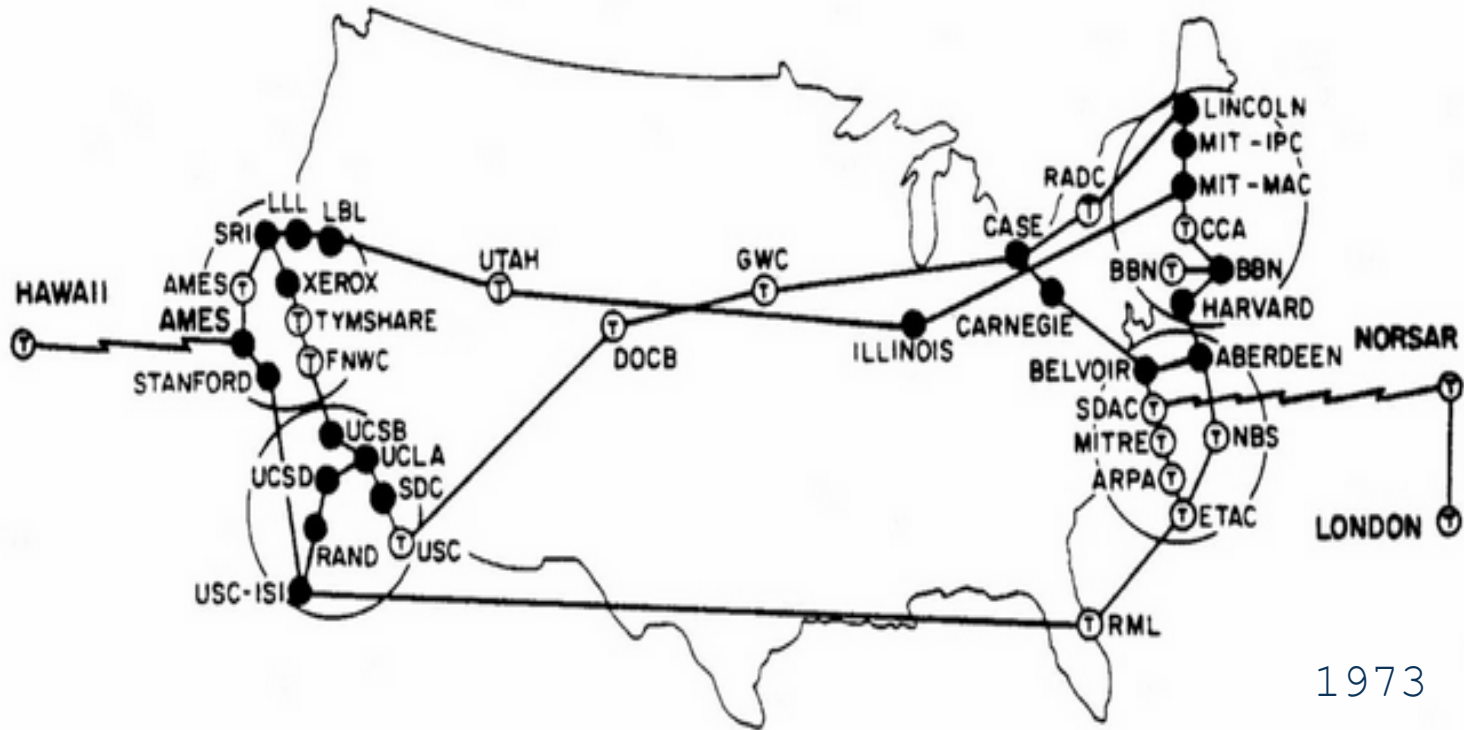 LINCOLN
MIT-IPC
RADC
MIT-MAC
LLL
LBL
SRI
CASE
CCA
UTAH
GWC
BBN
T
BBN
HAWAII
AMES
T
XEROX
T
T
T
T
T
HARVARD
T
TYMSHARE
AMES
T
CARNEGIE
NORSAR
T
FNWC
DOCB
ILLINOIS
ABERDEEN
STANFORD
BELVOIR
T
SDAC
T
UCSB
MITRE
T
T
NBS
UCLA
UCSD
SDC
ARPA
T
T
ETAC
LONDON
T
RAND
T
USC
USC-ISI
T
RML
1973